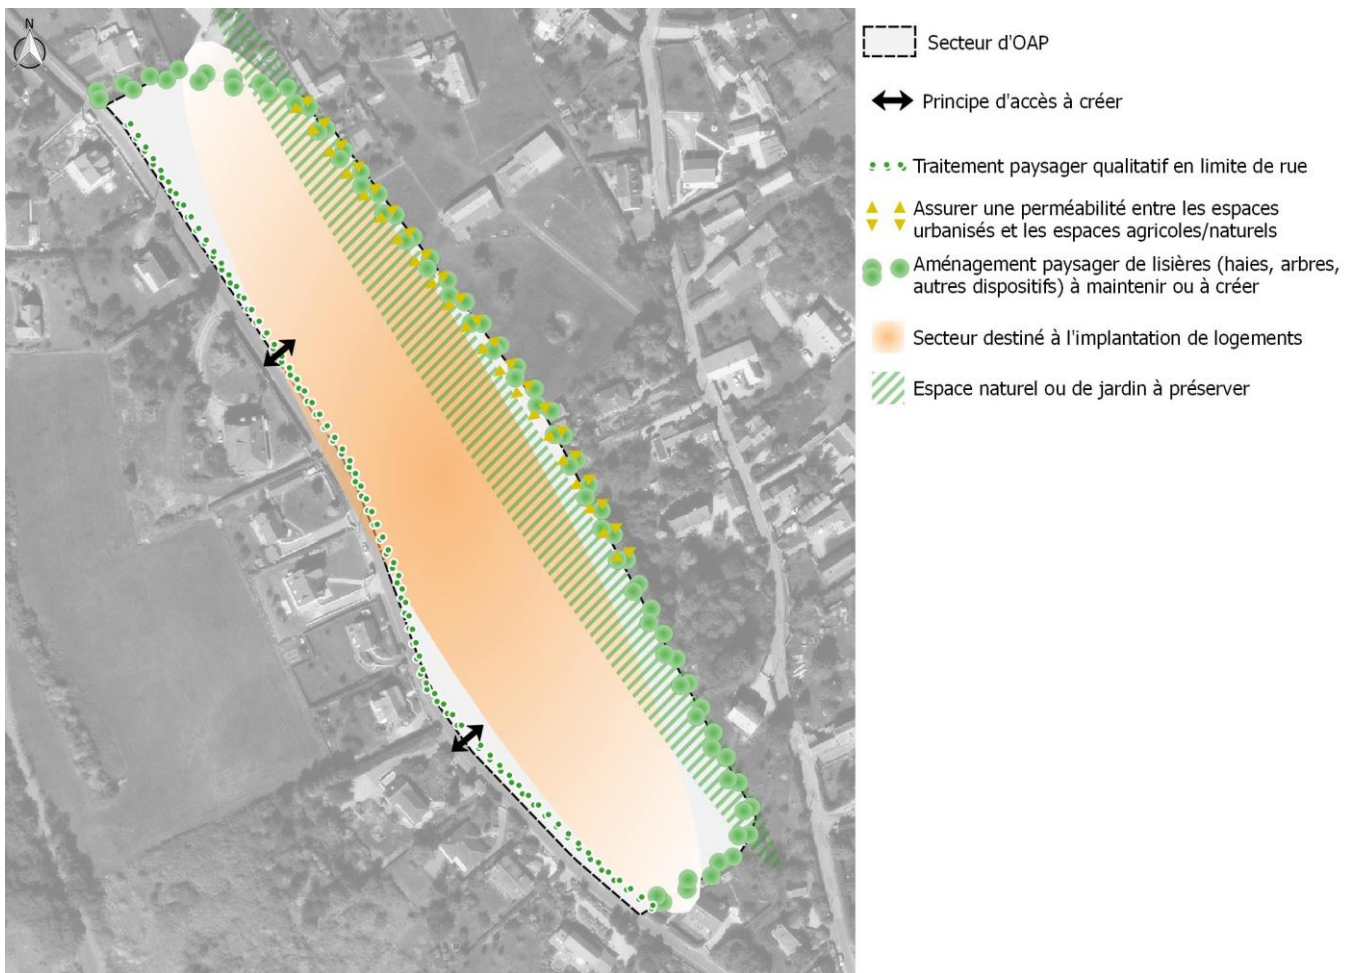 N
Secteur d'OAP
Principe d'accès à créer
Traitement paysager qualitatif en limite de rue
Assurer une perméabilité entre les espaces
urbanisés et les espaces agricoles/naturels
Aménagement paysager de lisières (haies, arbres,
autres dispositifs) à maintenir ou à créer
Secteur destiné à l'implantation de logements
Espace naturel ou de jardin à préserver